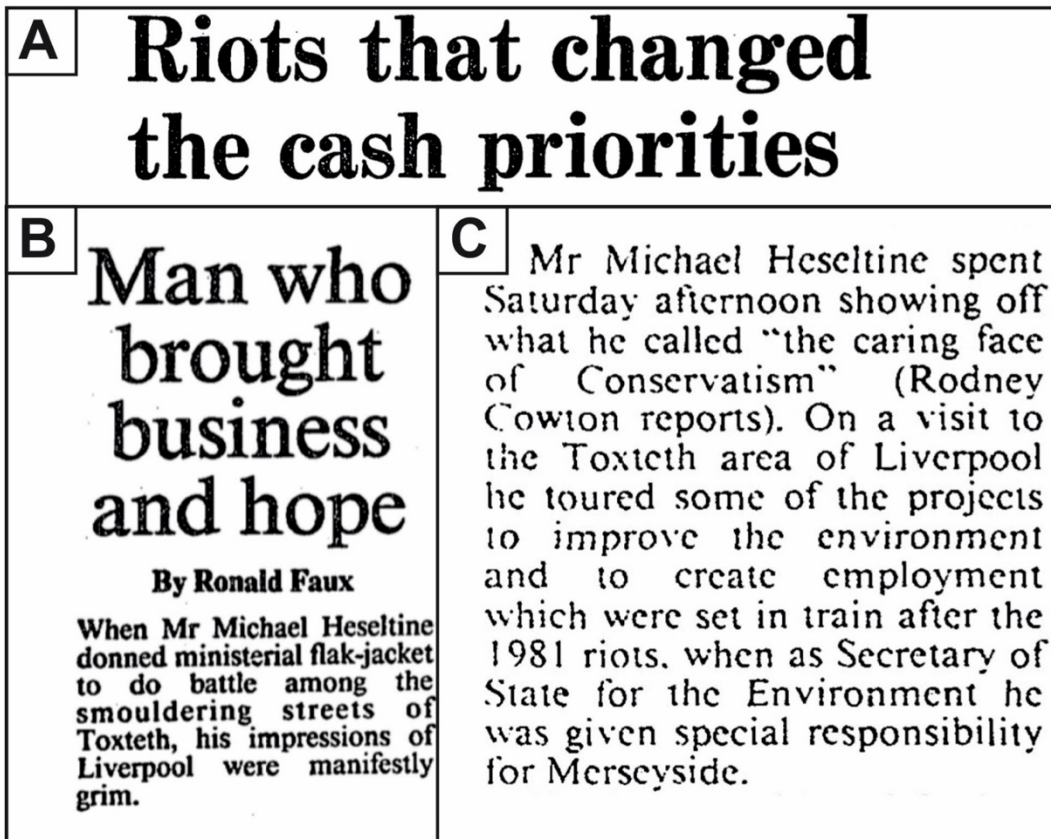 A
Riots that changed
the cash priorities
B
Man who
brought
business
and hope
By Ronald Faux
When Mr Michael Heseltine
donned ministerial flak-jacket
to do battle among the
smouldering streets of
Toxteth, his impressions of
Liverpool were manifestly
grim.
C
Mr Michael Heseltine spent
Saturday afternoon showing off
what he called "the caring face
of Conservatism" (Rodney
Cowton reports). On a visit to
the Toxteth area of Liverpool
he toured some of the projects
to improve the environment
and to create employment
which were set in train after the
1981 riots, when as Secretary of
State for the Environment he
was given special responsibility
for Merseyside.